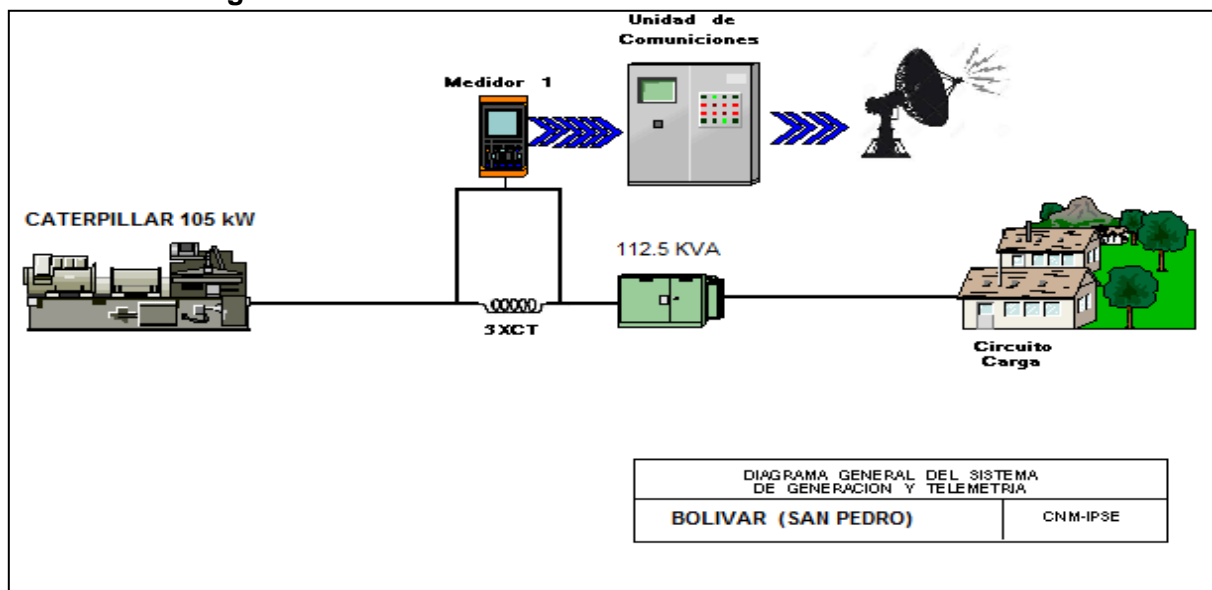 Unidad de
Comuniciones
Medidor 1
CATERPILLAR 105 kW
112.5 KVA
3XCT
Circuito
Carga
DIAGRAMA GENERAL DEL SISTEMA
DE GENERACION Y TELEMETRIA
BOLIVAR (SAN PEDRO)
CNM-IPSE